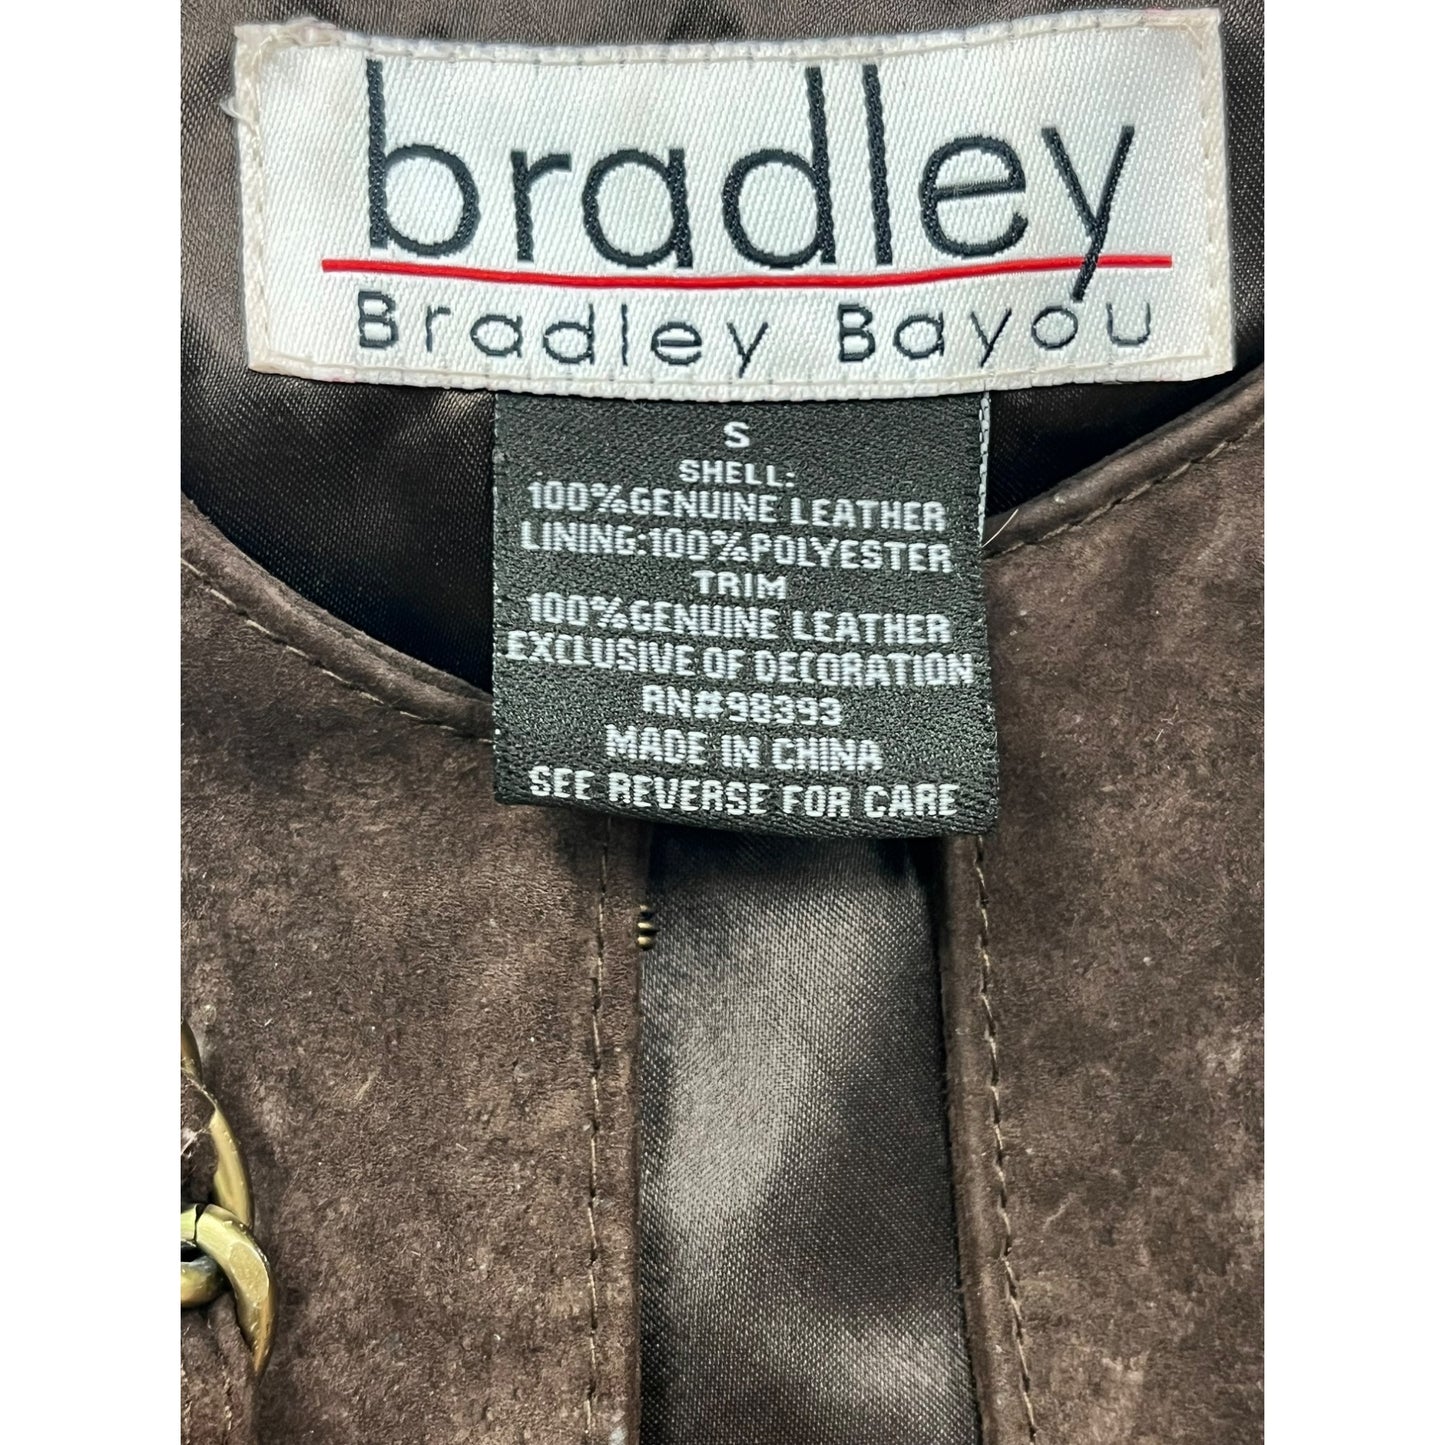 bradley
Bradley Bayou
S
SHELL:
100%GENUINE LEATHER
LINING:100%POLYESTER
TRIM
100%GENUINE LEATHER
EXCLUSIVE OF DECORATION
RN#98393
MADE IN CHINA
SEE REVERSE FOR CARE